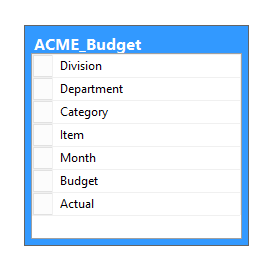 ACME_Budget
Division
Department
Category
Item
Month
Budget
Actual